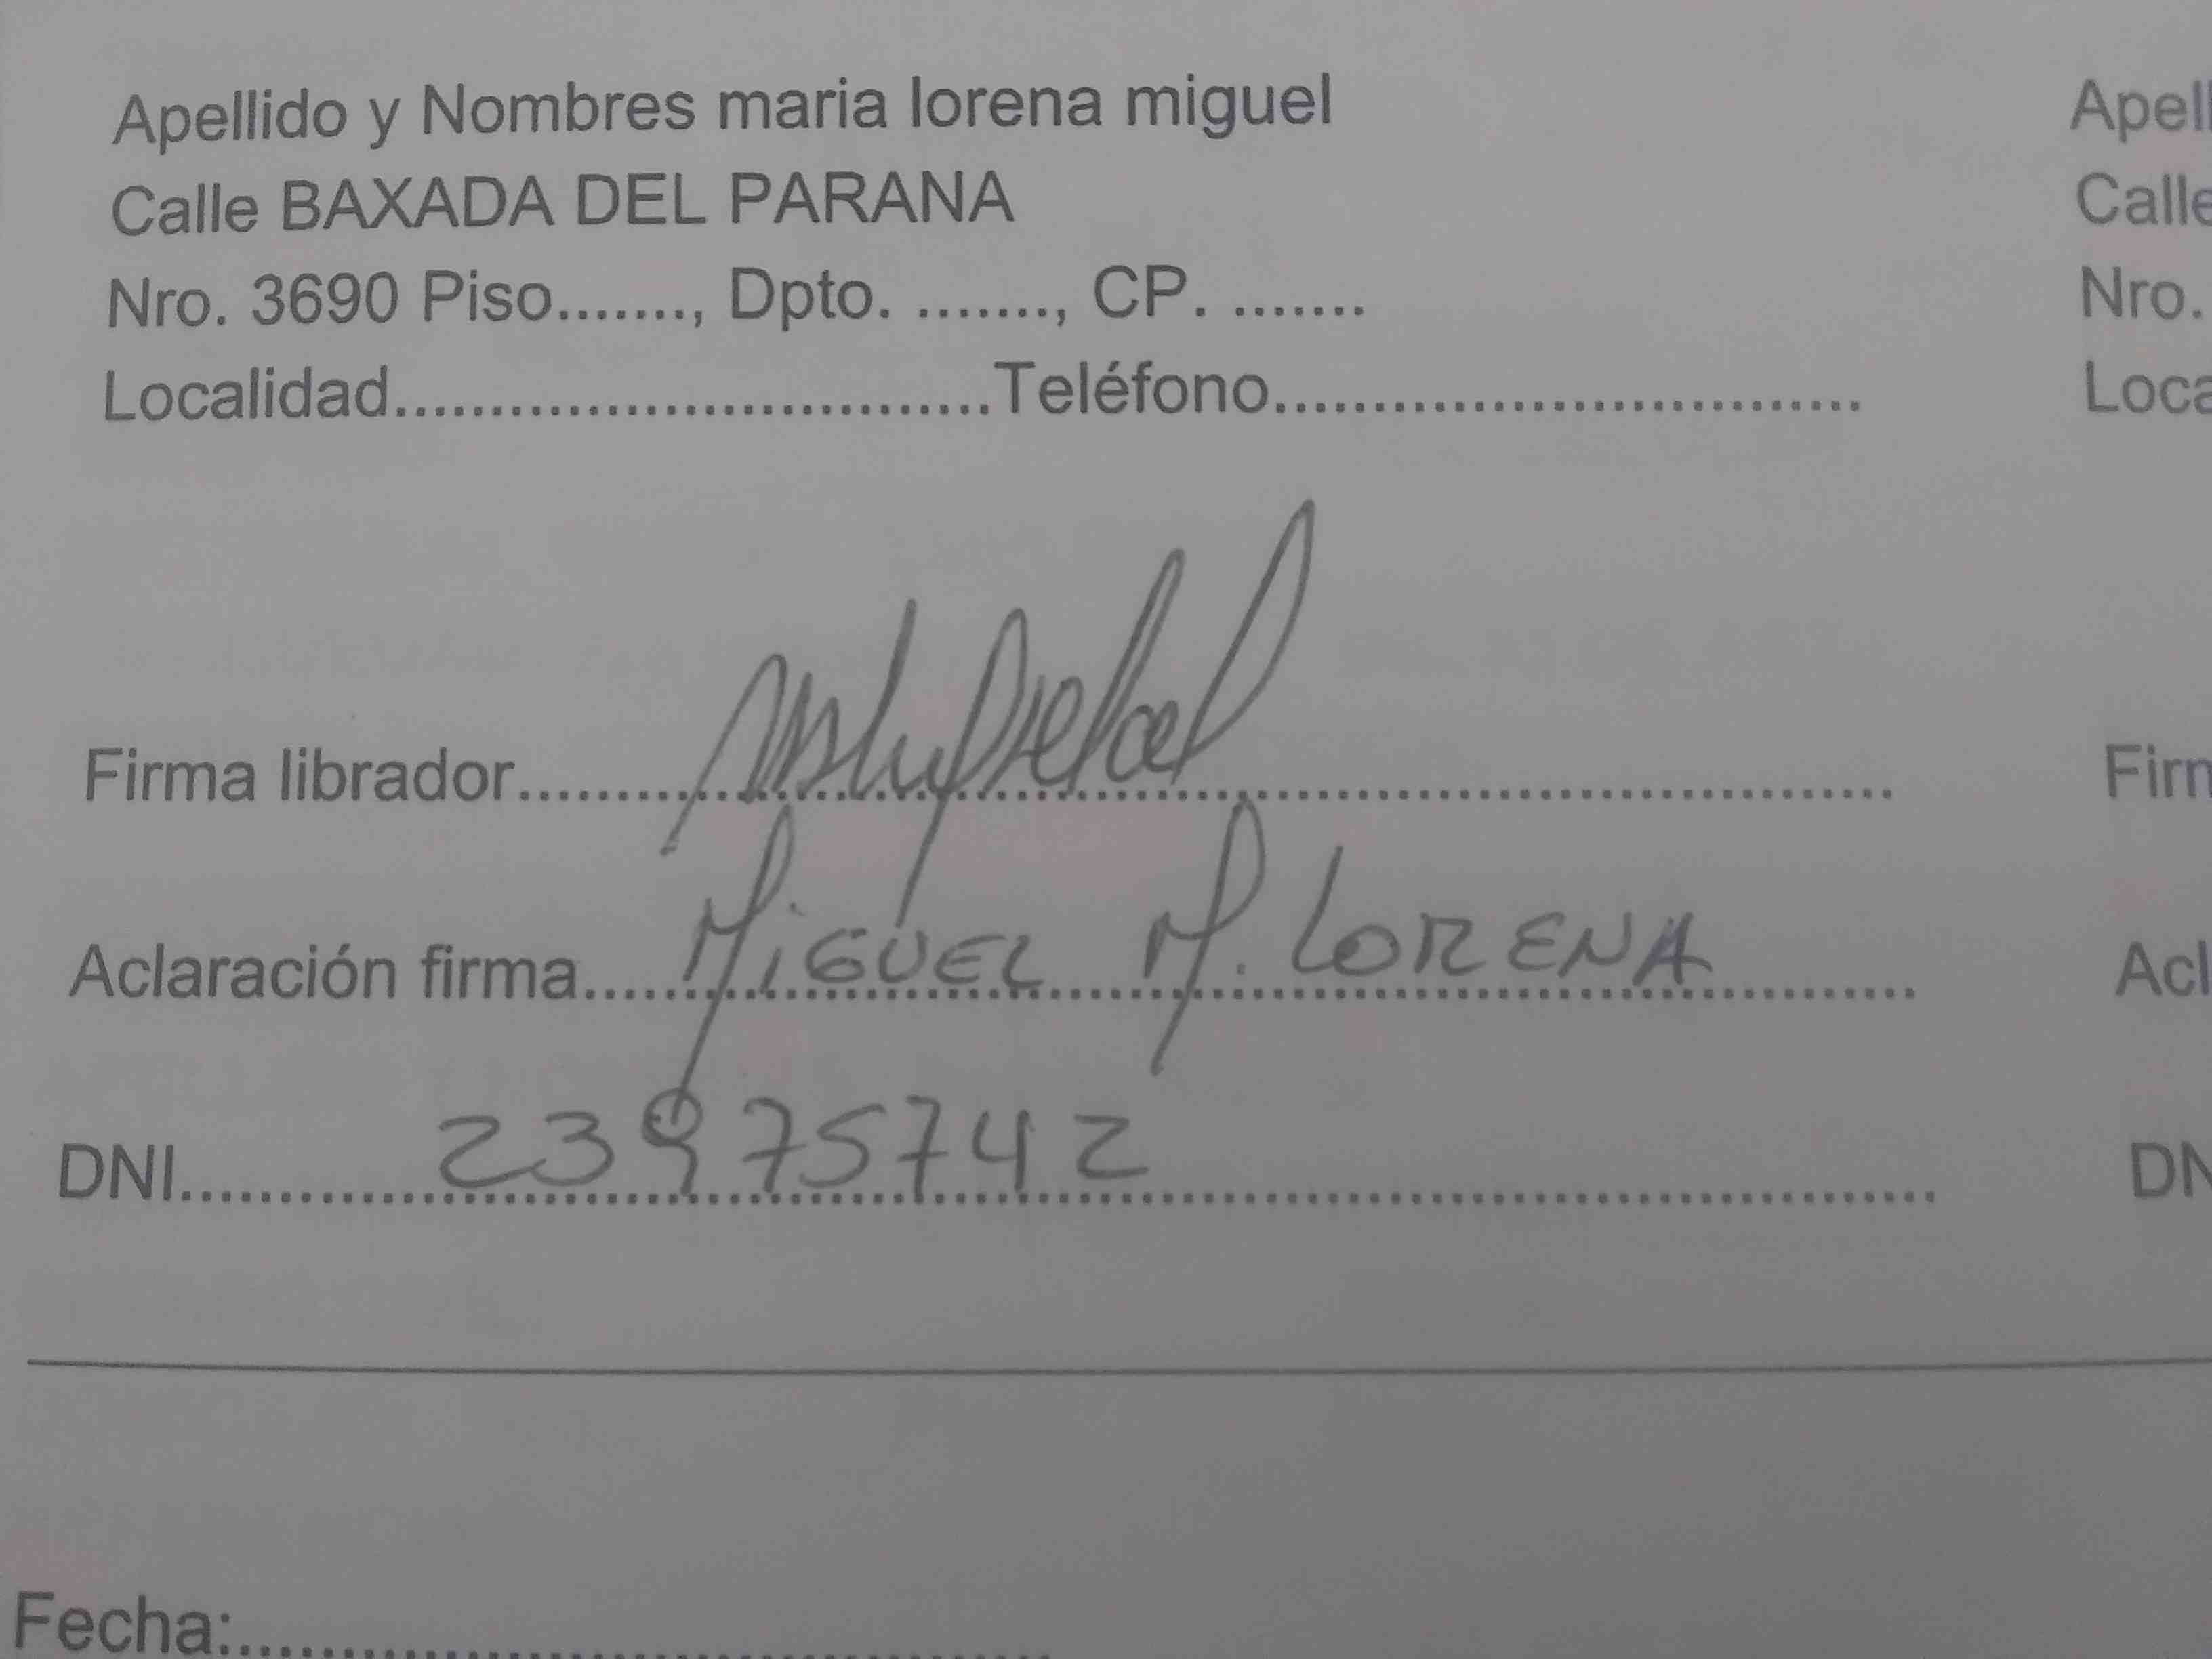 Apellido y Nombres maria lorena miguel
Calle BAXADA DEL PARANA
Nro. 3690 Piso......., Dpto. ......., CP. .......
Localidad..............................Teléfono..............................
Firma librador
Aclaración firma MIGUEL M. LORENA
DNI 23975742
Fecha:
Apell
Calle
Nro.
Loca
Firm
Acl
DN